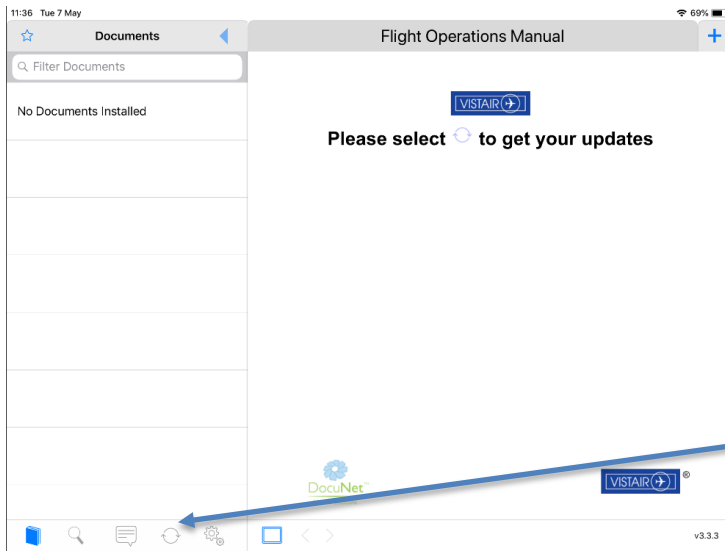 11:36 Tue 7 May
69%
Documents
Flight Operations Manual
Filter Documents
No Documents Installed
VISTAIR
Please select to get your updates
DocuNet™
VISTAIR ®
v3.3.3